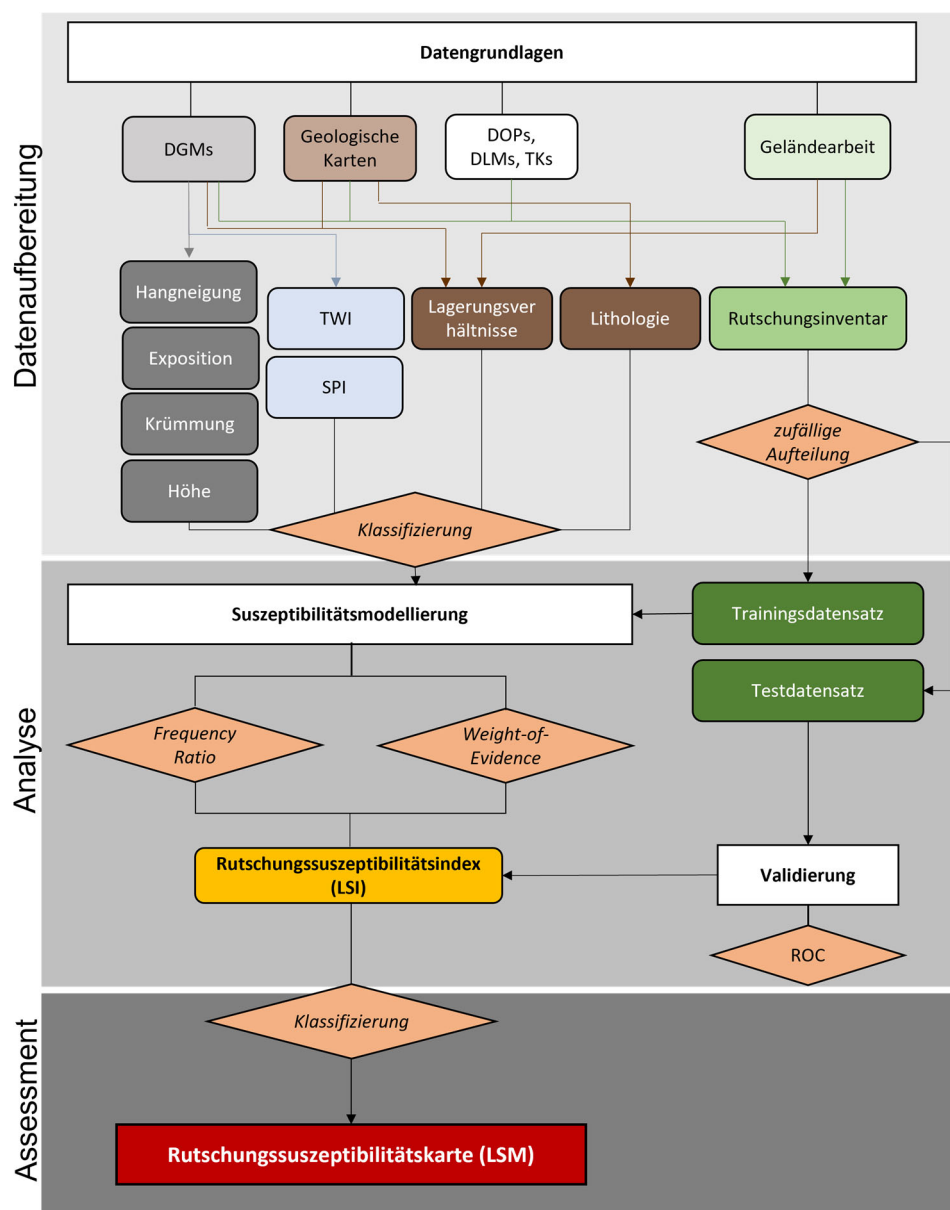 Datenaufbereitung
Datengrundlagen
DGMs
Geologische
Karten
DOPs,
DLMs, TKs
Geländearbeit
Hangneigung
Exposition
Krümmung
Höhe
TWI
SPI
Lagerungsver
hältnisse
Lithologie
Rutschungsinventar
zufällige
Aufteilung
Klassifizierung
Analyse
Suszeptibilitätsmodellierung
Trainingsdatensatz
Testdatensatz
Frequency
Ratio
Weight-of-
Evidence
Rutschungssuszeptibilitätsindex
(LSI)
Validierung
ROC
Assessment
Klassifizierung
Rutschungssuszeptibilitätskarte (LSM)